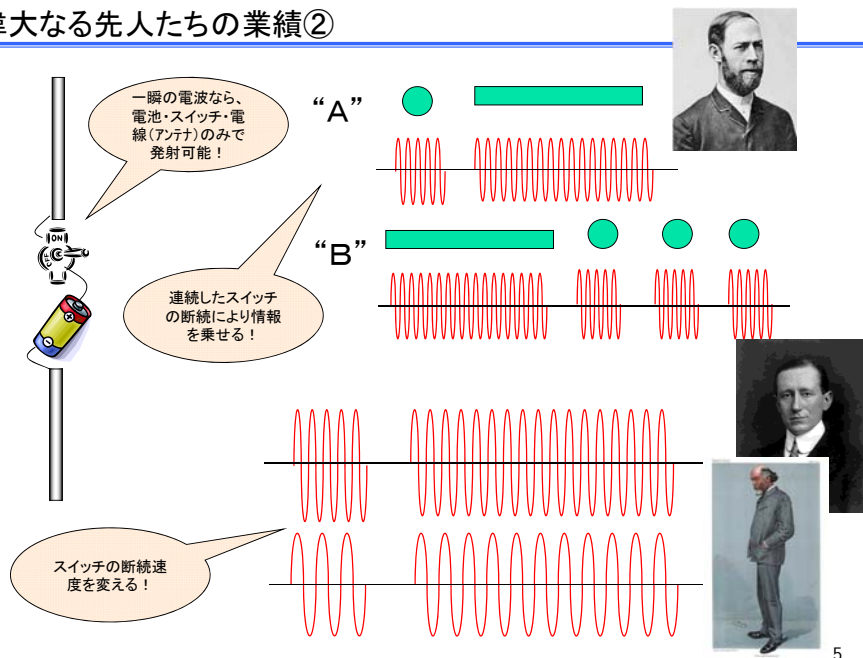 偉大なる先人たちの業績②
一瞬の電波なら、
電池・スイッチ・電
線(アンテナ)のみで
発射可能！
“A”
ON
OFF
“B”
連続したスイッチ
の断続により情報
を乗せる！
スイッチの断続速
度を変える！
5